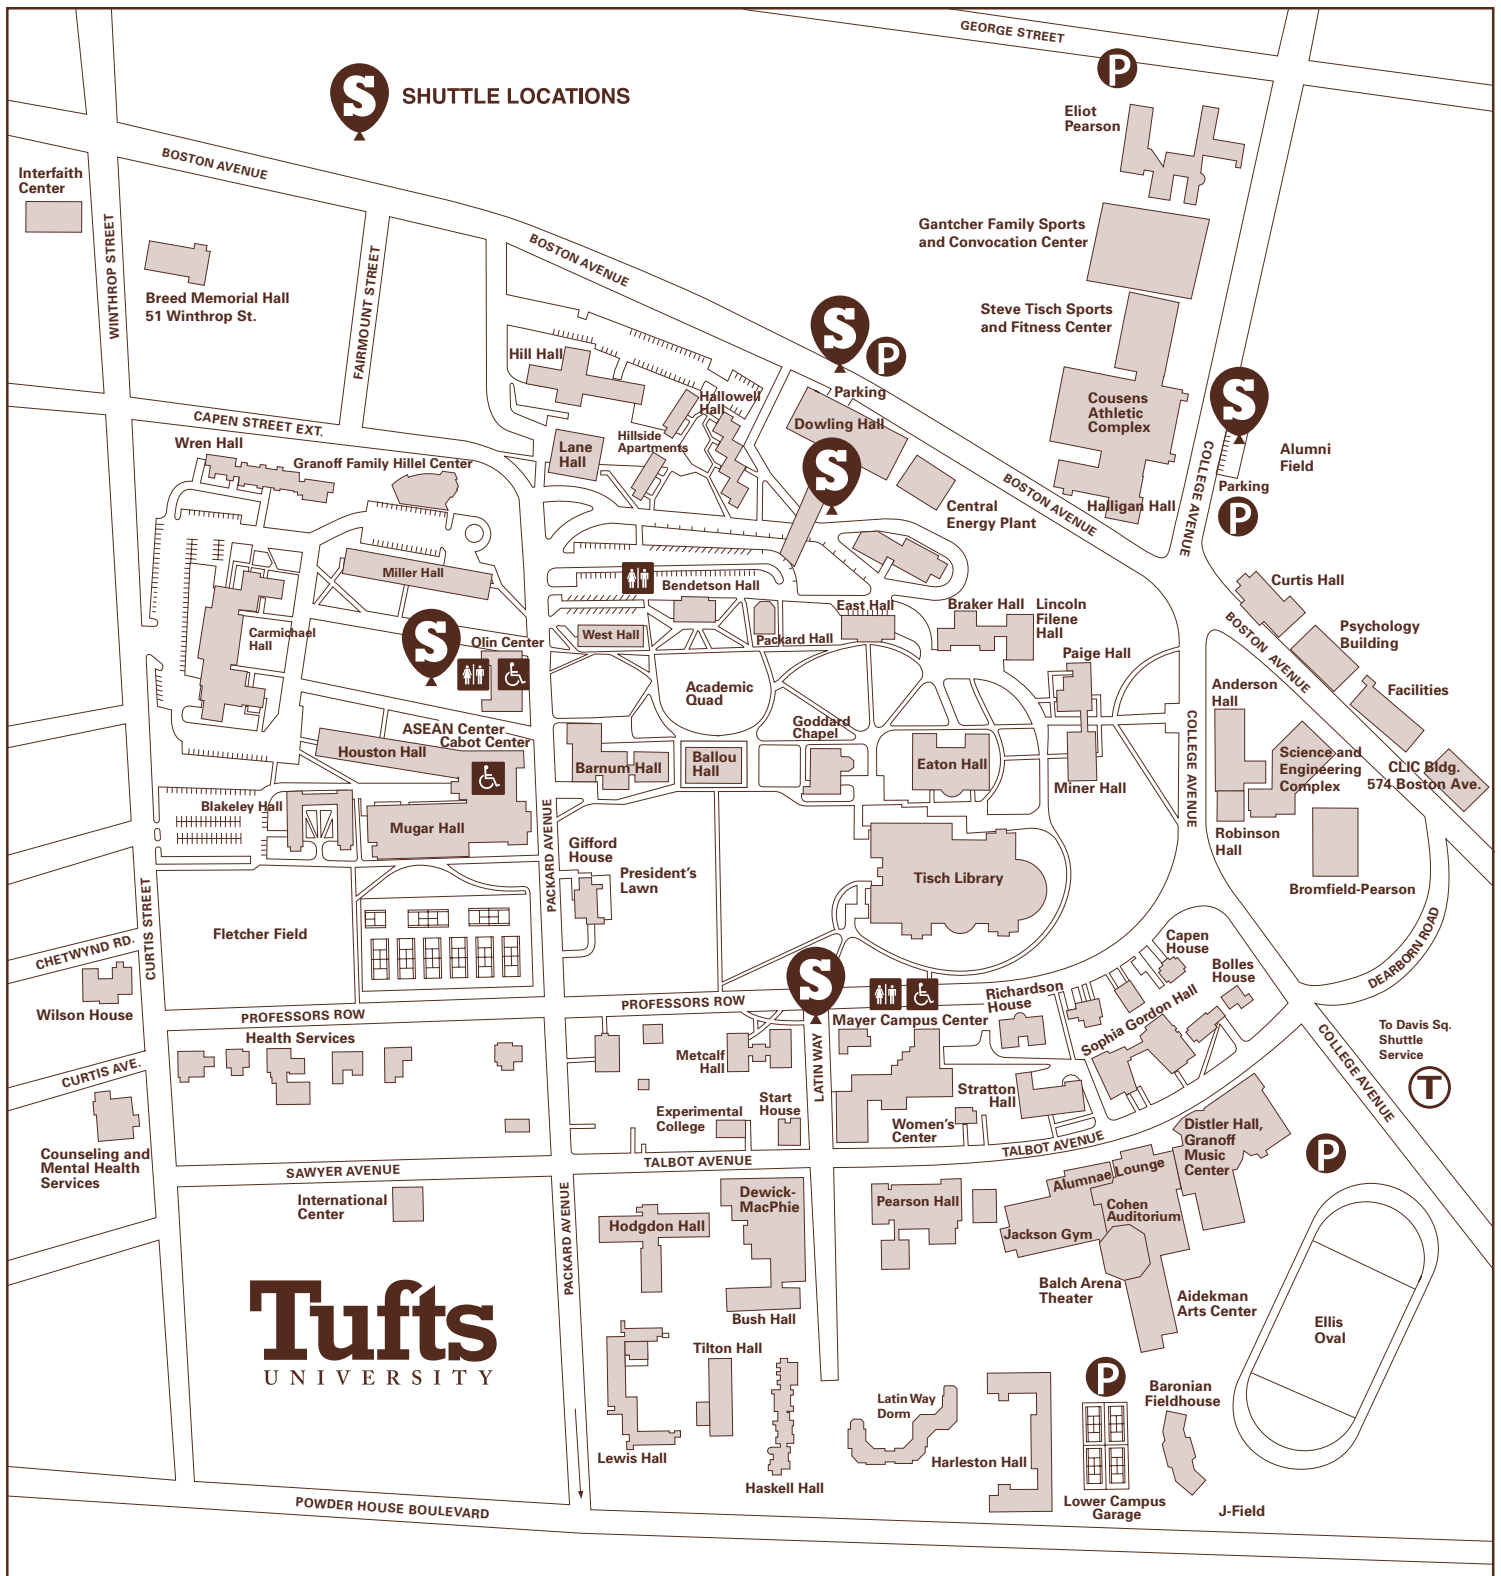 GEORGE STREET
P
S
SHUTTLE LOCATIONS
Eliot
Pearson
BOSTON AVENUE
Interfaith
Center
WINTHROP STREET
Gantcher Family Sports
and Convocation Center
BOSTON AVENUE
FAIRMOUNT STREET
Breed Memorial Hall
51 Winthrop St.
Steve Tisch Sports
and Fitness Center
S
P
Hill Hall
Parking
Hallowell
Hall
Cousens
Athletic
Complex
S
CAPEN STREET EXT.
Dowling Hall
Wren Hall
Granoff Family Hillel Center
Lane
Hall
Hillside
Apartments
S
COLLEGE AVENUE
Alumni
Field
Parking
P
BOSTON AVENUE
Central
Energy Plant
Halligan Hall
Miller Hall
Bendetson Hall
Curtis Hall
East Hall
Braker Hall
Lincoln
Filene
Hall
BOSTON AVENUE
Psychology
Building
Carmichael
Hall
S
Olin Center
West Hall
Packard Hall
Paige Hall
Academic
Quad
Anderson
Hall
Facilities
ASEAN Center
Cabot Center
Houston Hall
Goddard
Chapel
COLLEGE AVENUE
Barnum Hall
Ballou
Hall
Eaton Hall
Miner Hall
Science and
Engineering
Complex
CLIC Bldg.
574 Boston Ave.
Blakeley Hall
Mugar Hall
PACKARD AVENUE
Robinson
Hall
Gifford
House
President's
Lawn
Tisch Library
Bromfield-Pearson
CURTIS STREET
Fletcher Field
CHETWYND RD.
Capen
House
Bolles
House
DEARBORN ROAD
Wilson House
S
PROFESSORS ROW
PROFESSORS ROW
Mayer Campus Center
Richardson
House
Sophia Gordon Hall
To Davis Sq.
Shuttle
Service
T
Health Services
Metcalf
Hall
LATIN WAY
COLLEGE AVENUE
CURTIS AVE.
Stratton
Hall
Start
House
Experimental
College
Women's
Center
Distler Hall,
Granoff
Music
Center
Counseling and
Mental Health
Services
SAWYER AVENUE
TALBOT AVENUE
TALBOT AVENUE
P
Alumnae Lounge
International
Center
PACKARD AVENUE
Dewick-
MacPhie
Pearson Hall
Cohen
Auditorium
Hodgdon Hall
Jackson Gym
Balch Arena
Theater
Aidekman
Arts Center
Tufts
UNIVERSITY
Bush Hall
Ellis
Oval
Tilton Hall
P
Latin Way
Dorm
Baronian
Fieldhouse
Lewis Hall
Harleston Hall
Haskell Hall
Lower Campus
Garage
J-Field
POWDER HOUSE BOULEVARD